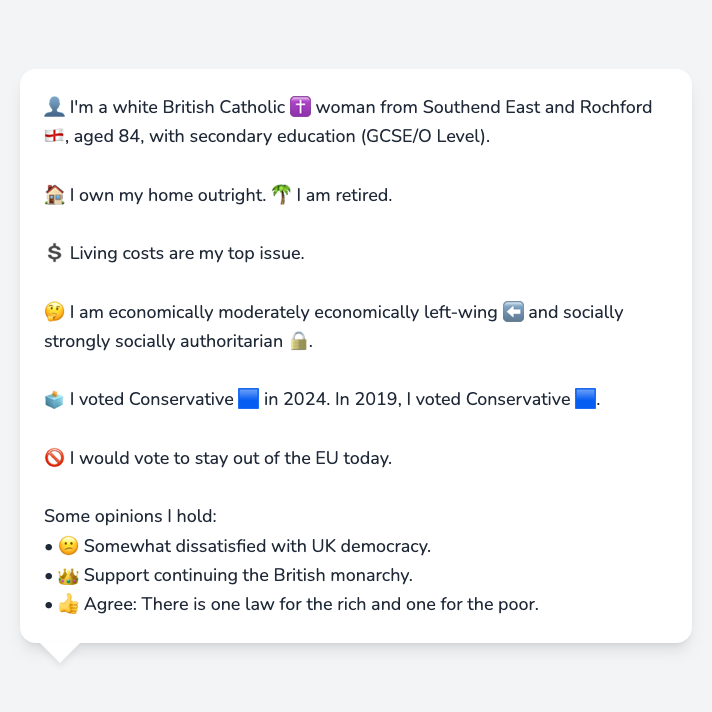 👤 I'm a white British Catholic ✝️ woman from Southend East and Rochford
🏴󠁧󠁢󠁥󠁮󠁧󠁿, aged 84, with secondary education (GCSE/O Level).
🏠 I own my home outright. 🌴 I am retired.
💲 Living costs are my top issue.
🤔 I am economically moderately economically left-wing ⬅️ and socially
strongly socially authoritarian 🔒.
🗳️ I voted Conservative 🟦 in 2024. In 2019, I voted Conservative 🟦.
🚫 I would vote to stay out of the EU today.
Some opinions I hold:
• 😕 Somewhat dissatisfied with UK democracy.
• 👑 Support continuing the British monarchy.
• 👍 Agree: There is one law for the rich and one for the poor.